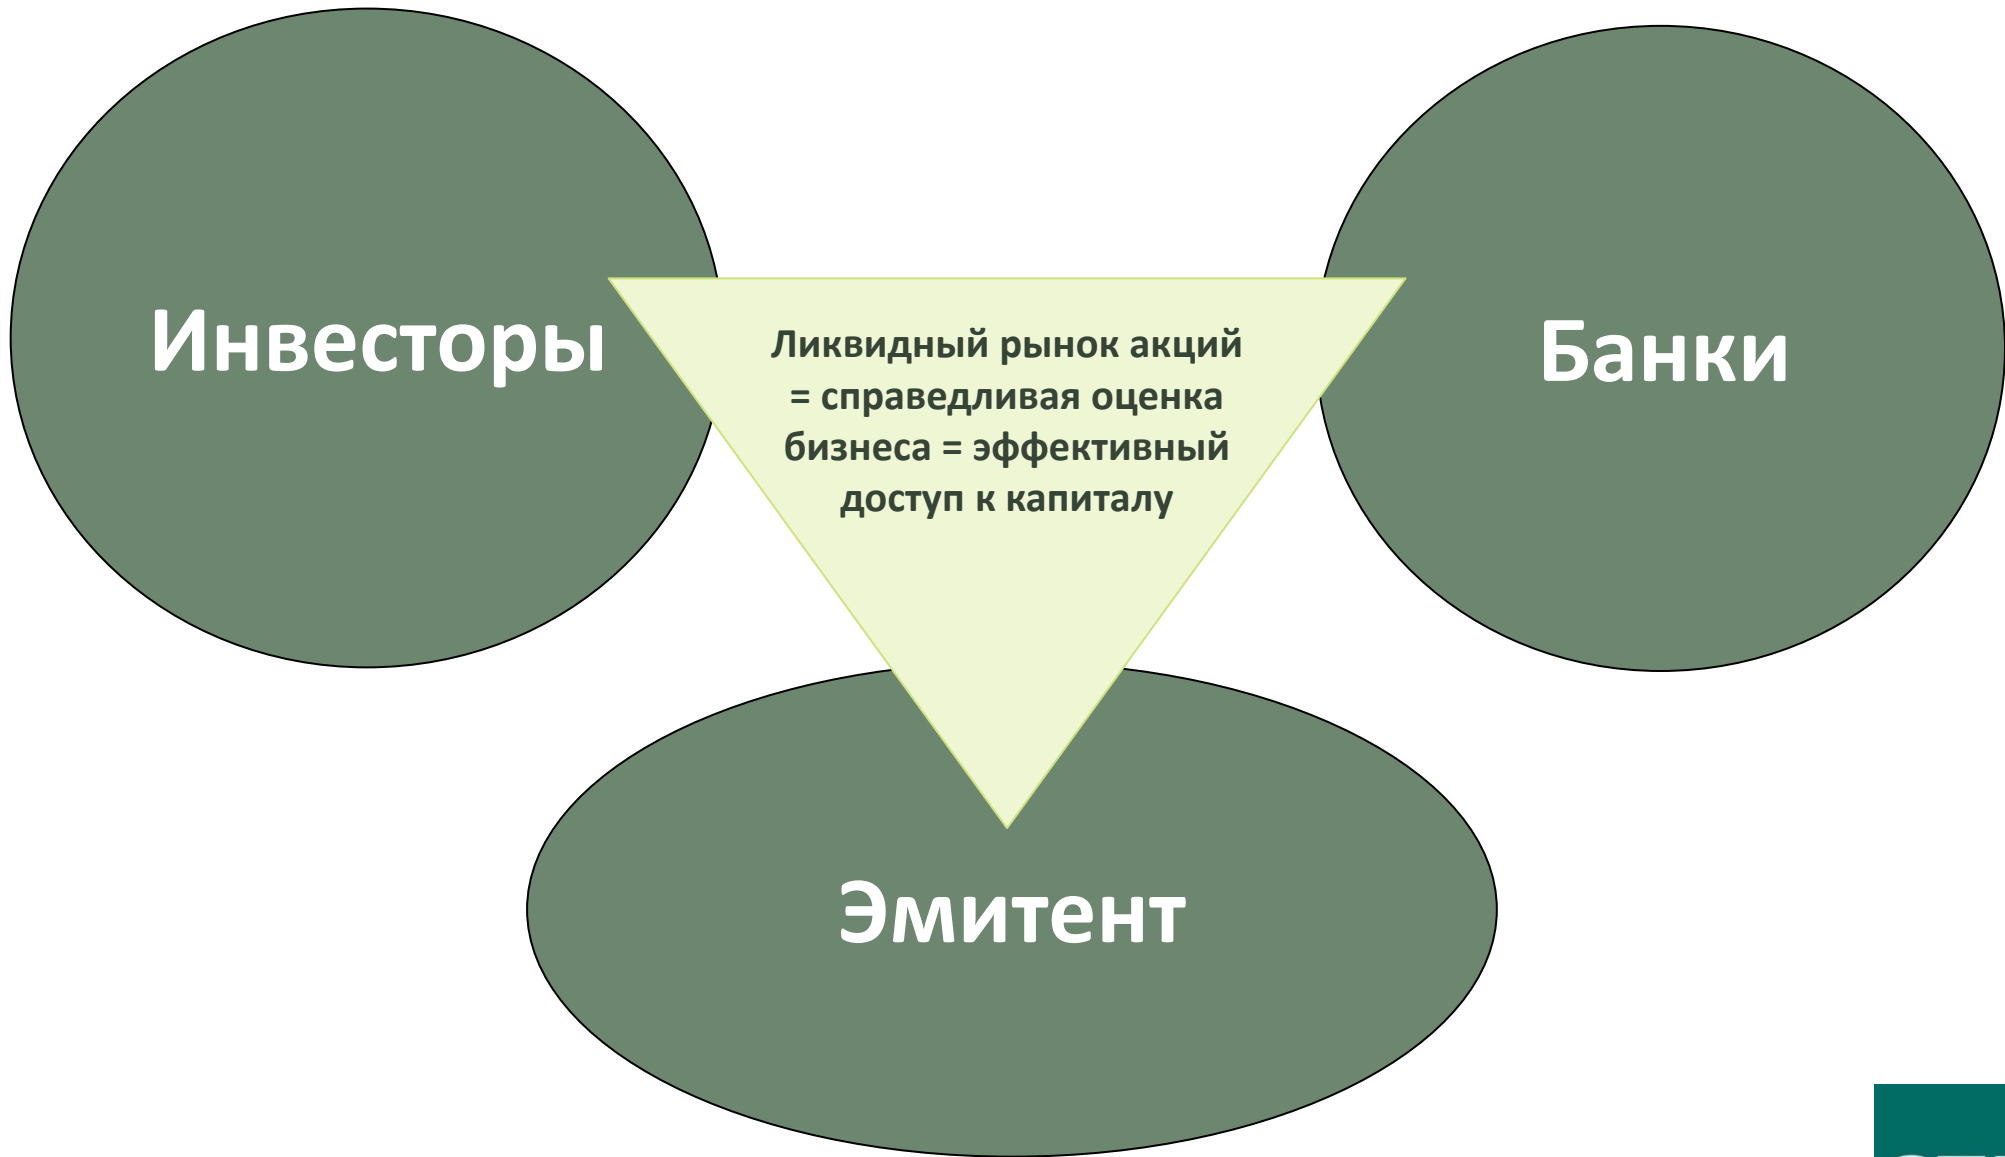 Инвесторы
Ликвидный рынок акций
= справедливая оценка
бизнеса = эффективный
доступ к капиталу
Банки
Эмитент